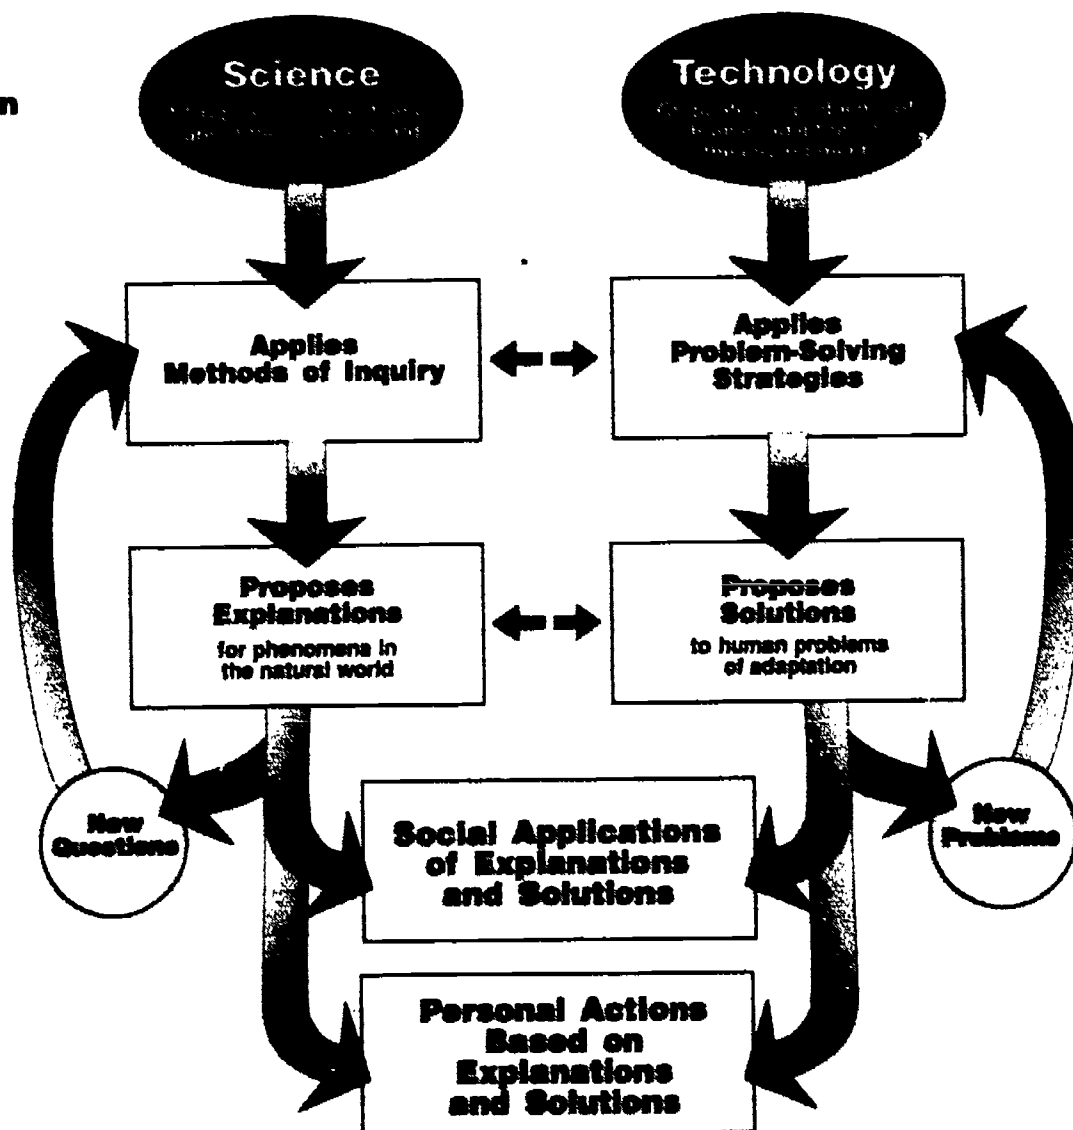 Science
Technology
Applies
Methods of Inquiry
Applies
Problem-Solving
Strategies
Proposes
Explanations
for phenomena in
the natural world
Proposes
Solutions
to human problems
of adaptation
New
Questions
New
Problems
Social Applications
of Explanations
and Solutions
Personal Actions
Based on
Explanations
and Solutions